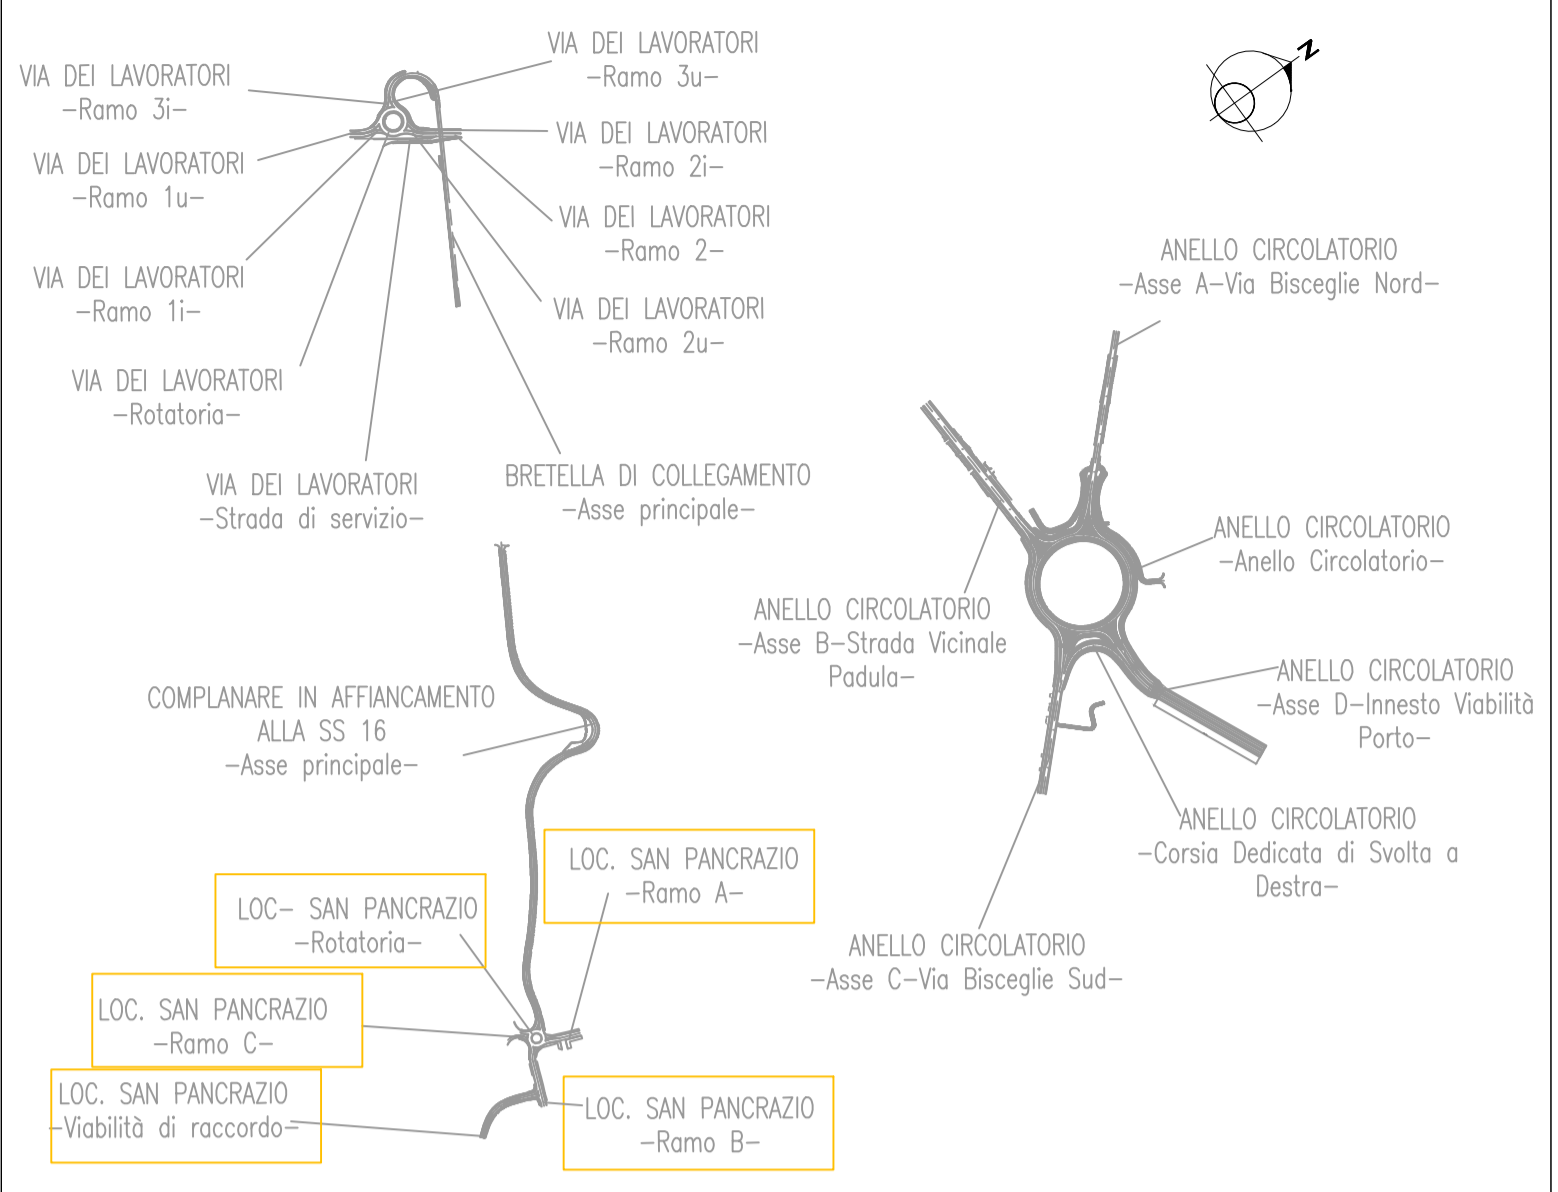 VIA DEI LAVORATORI
-Ramo 3u-
VIA DEI LAVORATORI
-Ramo 3i-
N
VIA DEI LAVORATORI
-Ramo 2i-
VIA DEI LAVORATORI
-Ramo 1u-
VIA DEI LAVORATORI
-Ramo 2-
ANELLO CIRCOLATORIO
-Asse A-Via Bisceglie Nord-
VIA DEI LAVORATORI
-Ramo 1i-
VIA DEI LAVORATORI
-Ramo 2u-
VIA DEI LAVORATORI
-Rotatoria-
BRETELLA DI COLLEGAMENTO
-Asse principale-
VIA DEI LAVORATORI
-Strada di servizio-
ANELLO CIRCOLATORIO
-Anello Circolatorio-
ANELLO CIRCOLATORIO
-Asse B-Strada Vicinale
Padula-
ANELLO CIRCOLATORIO
-Asse D-Innesto Viabilità
Porto-
COMPLANARE IN AFFIANCAMENTO
ALLA SS 16
-Asse principale-
ANELLO CIRCOLATORIO
-Corsia Dedicata di Svolta a
Destra-
LOC. SAN PANCRAZIO
-Ramo A-
LOC- SAN PANCRAZIO
-Rotatoria-
ANELLO CIRCOLATORIO
-Asse C-Via Bisceglie Sud-
LOC. SAN PANCRAZIO
-Ramo C-
LOC. SAN PANCRAZIO
-Viabilità di raccordo-
LOC. SAN PANCRAZIO
-Ramo B-